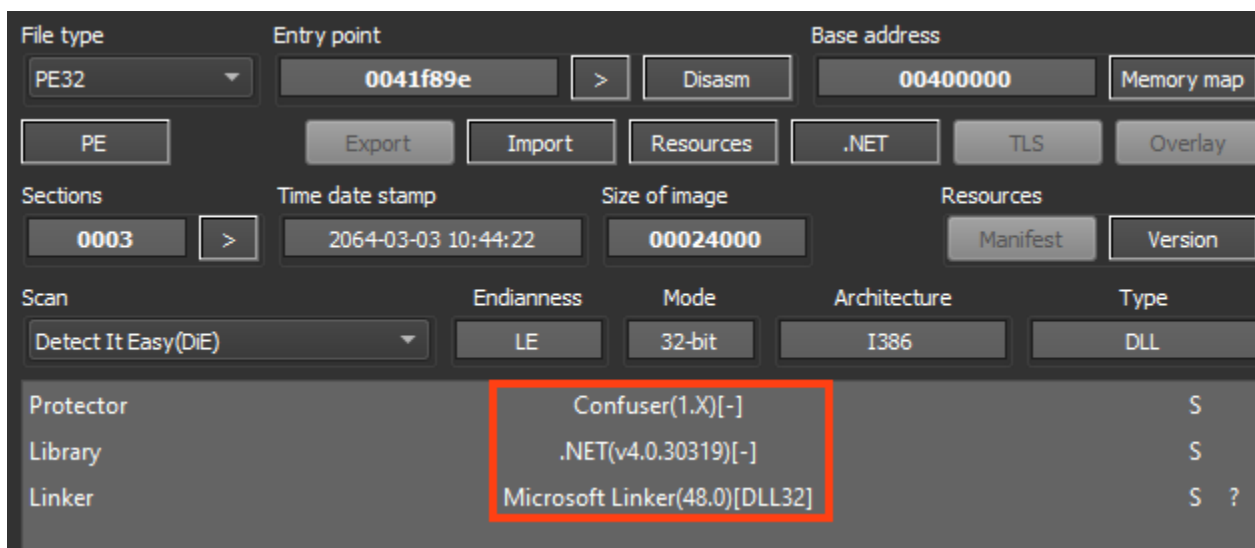 File type Entry point Base address
PE32 0041f89e > Disasm 00400000 Memory map
PE Export Import Resources .NET TLS Overlay
Sections Time date stamp Size of image Resources
0003 > 2064-03-03 10:44:22 00024000 Manifest Version
Scan Endianness Mode Architecture Type
Detect It Easy(DiE) LE 32-bit I386 DLL
Protector Confuser(1.X)[-] S
Library .NET(v4.0.30319)[-] S
Linker Microsoft Linker(48.0)[DLL32] S ?